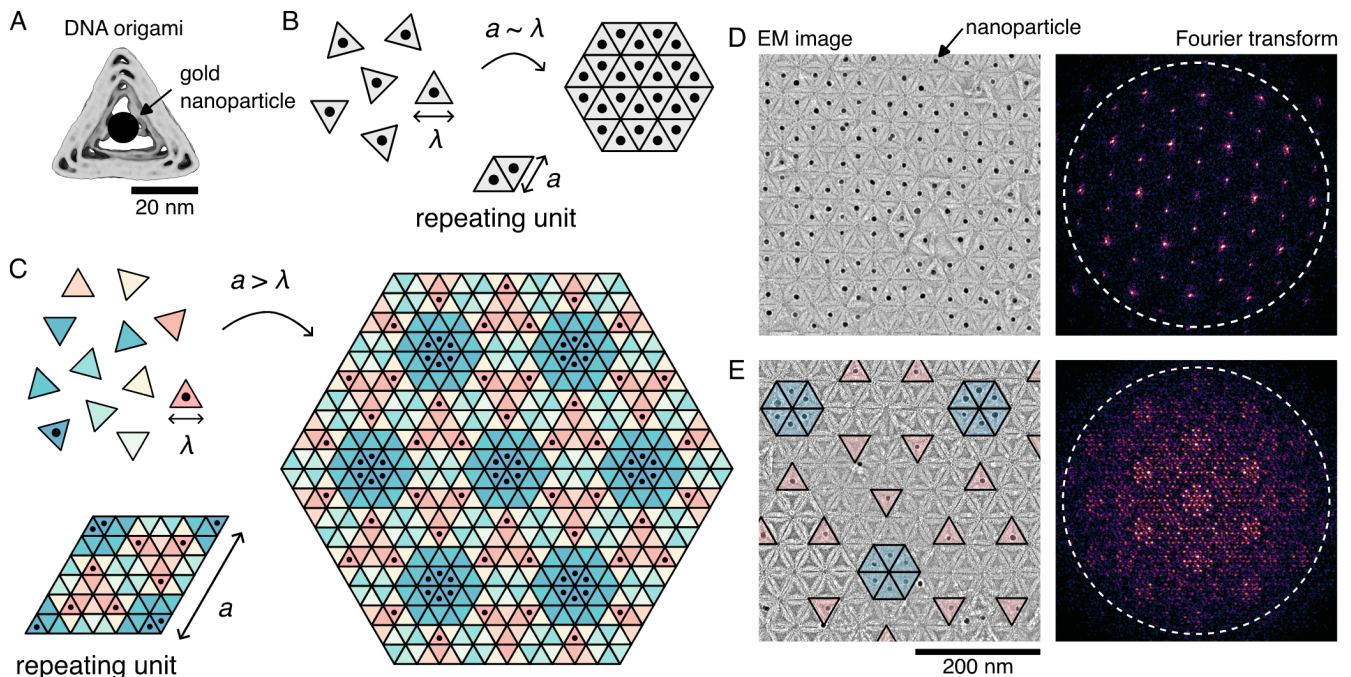 A
DNA origami
gold
nanoparticle
20 nm
B
a ~ λ
λ
a
repeating unit
C
a > λ
λ
a
repeating unit
D
EM image
nanoparticle
Fourier transform
E
200 nm